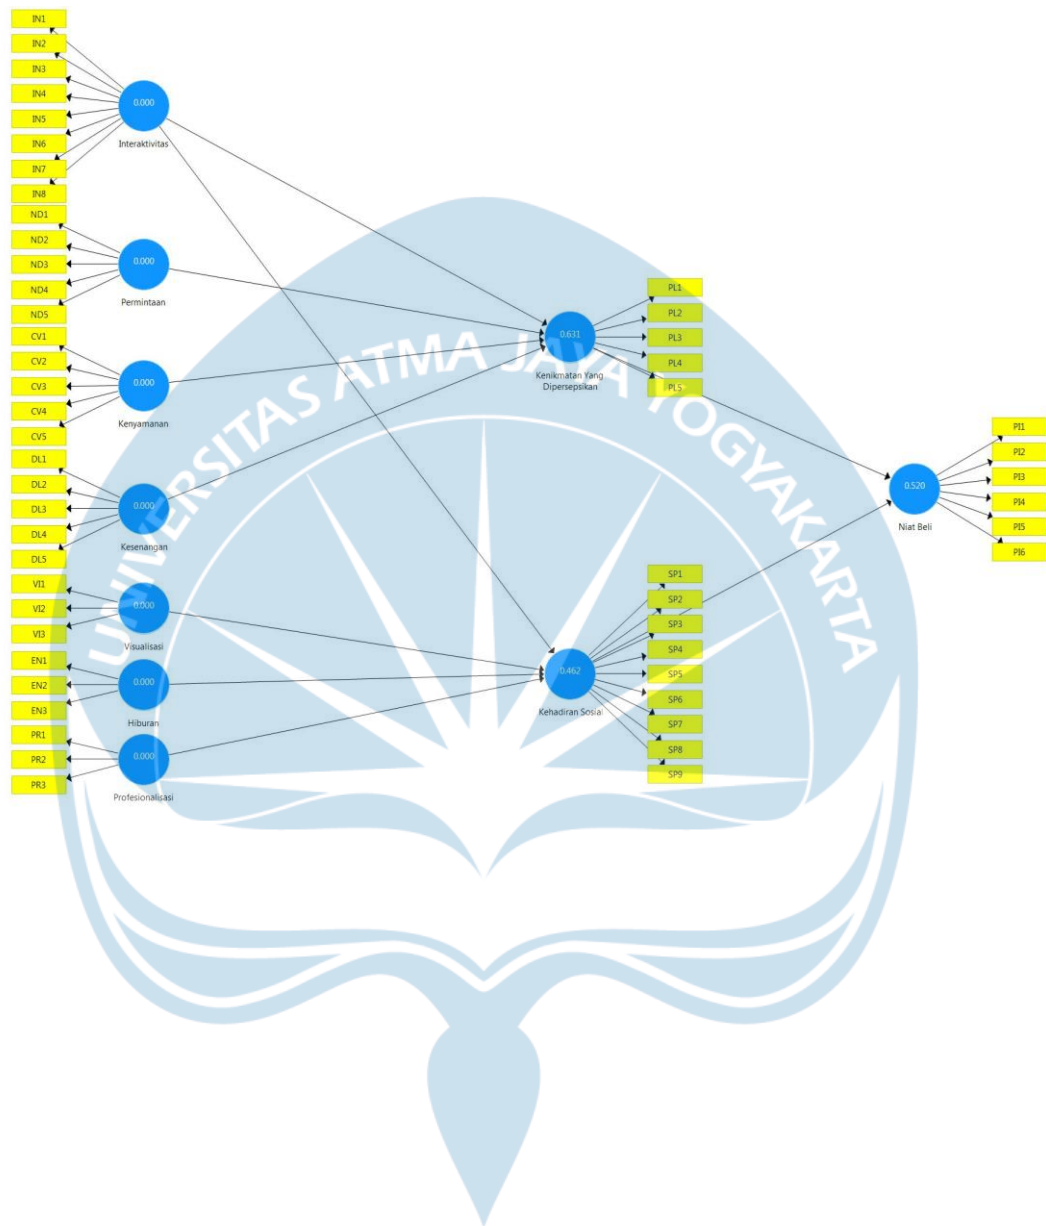 IN1
IN2
IN3
IN4
IN5
IN6
IN7
IN8
0.000
Interaktivitas
ND1
ND2
ND3
ND4
ND5
0.000
Permintaan
CV1
CV2
CV3
CV4
CV5
0.000
Kenyamanan
DL1
DL2
DL3
DL4
DL5
0.000
Kesenangan
VI1
VI2
VI3
0.000
Visualisasi
EN1
EN2
EN3
0.000
Hiburan
PR1
PR2
PR3
0.000
Profesionalisasi
0.631
Kenikmatan Yang
Dipersepsikan
PL1
PL2
PL3
PL4
PL5
0.462
Kehadiran Sosial
SP1
SP2
SP3
SP4
SP5
SP6
SP7
SP8
SP9
0.520
Niat Beli
PI1
PI2
PI3
PI4
PI5
PI6
UNIVERSITAS ATMA JAYA YOGYAKARTA